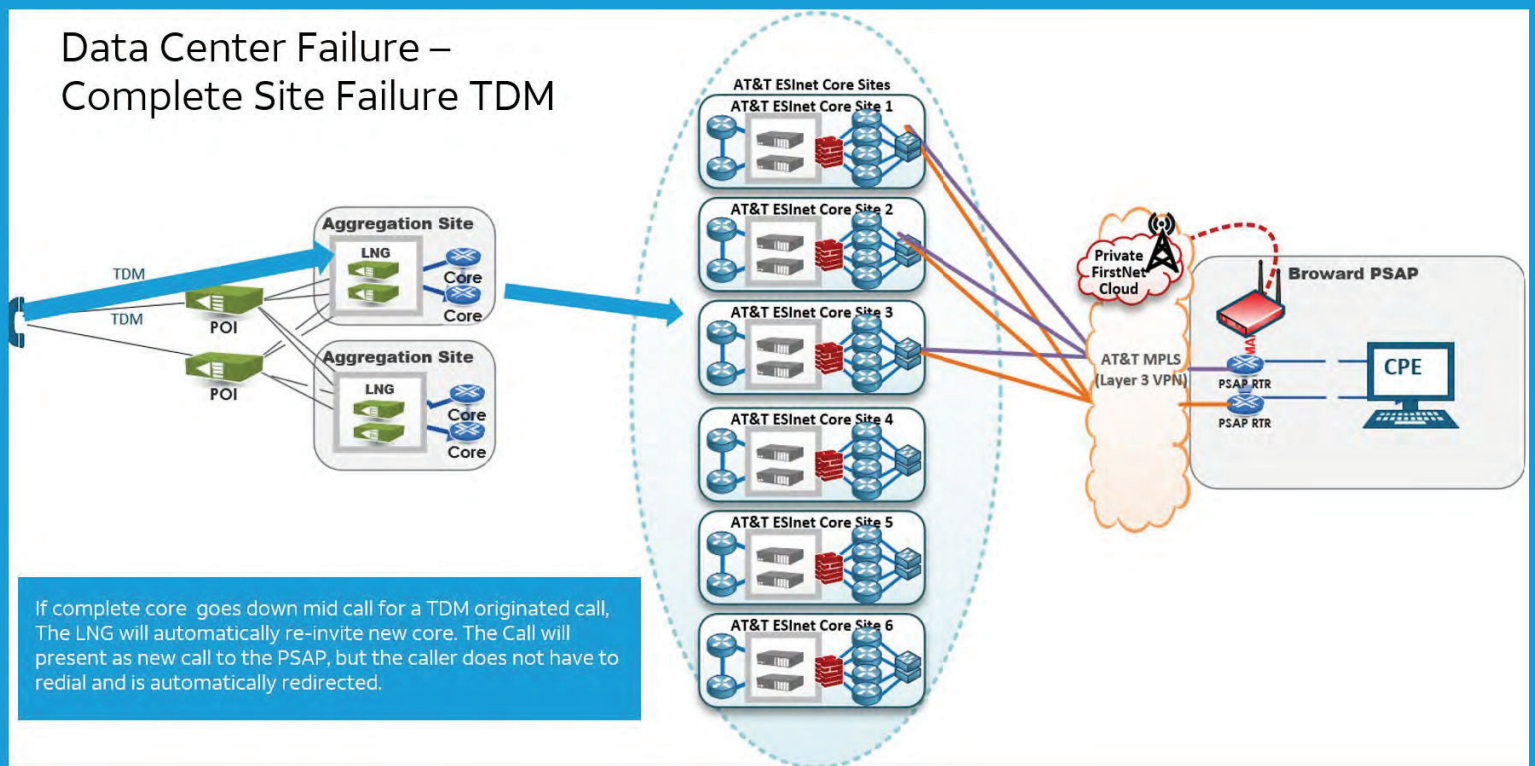 Data Center Failure –
Complete Site Failure TDM
TDM
TDM
POI
POI
Aggregation Site
LNG
Core
Core
Aggregation Site
LNG
Core
Core
AT&T ESInet Core Sites
AT&T ESInet Core Site 1
AT&T ESInet Core Site 2
AT&T ESInet Core Site 3
AT&T ESInet Core Site 4
AT&T ESInet Core Site 5
AT&T ESInet Core Site 6
Private
FirstNet
Cloud
AT&T MPLS
(Layer 3 VPN)
Broward PSAP
PSAP RTR
PSAP RTR
CPE
If complete core  goes down mid call for a TDM originated call,
The LNG will automatically re-invite new core. The Call will
present as new call to the PSAP, but the caller does not have to
redial and is automatically redirected.